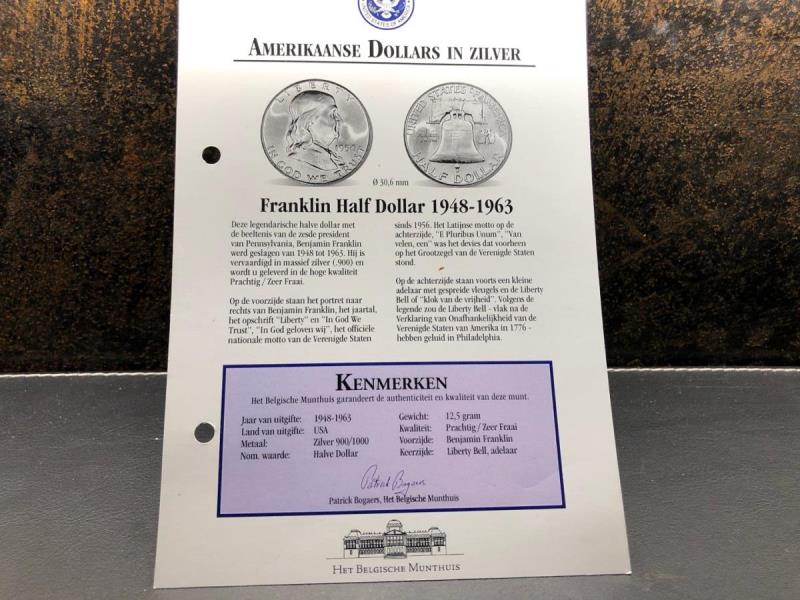 UNITED STATES OF
AMERIKAANSE DOLLARS IN ZILVER
LIBERTY
1950
IN GOD WE TRUST
UNITED STATES OF AMERICA
HALF DOLLAR
Ø 30,6 mm
Franklin Half Dollar 1948-1963
Deze legendarische halve dollar met
de beeltenis van de zesde president
van Pennsylvania, Benjamin Franklin
werd geslagen van 1948 tot 1963. Hij is
vervaardigd in massief zilver (.900) en
wordt u geleverd in de hoge kwaliteit
Prachtig / Zeer Fraai.
Op de voorzijde staan het portret naar
rechts van Benjamin Franklin, het jaartal,
het opschrift "Liberty" en "In God We
Trust", "In God geloven wij", het officiële
nationale motto van de Verenigde Staten
sinds 1956. Het Latijnse motto op de
achterzijde, "E Pluribus Unum", "Van
velen, een" was het devies dat voorheen
op het Grootzegel van de Verenigde Staten
stond.
Op de achterzijde staan voorts een kleine
adelaar met gespreide vleugels en de Liberty
Bell of "klok van de vrijheid". Volgens de
legende zou de Liberty Bell - vlak na de
Verklaring van Onafhankelijkheid van de
Verenigde Staten van Amerika in 1776 -
hebben geluid in Philadelphia.
KENMERKEN
Het Belgische Munthuis garandeert de authenticiteit en kwaliteit van deze munt.
Jaar van uitgifte: 1948-1963
Land van uitgifte: USA
Metaal: Zilver 900/1000
Nom. waarde: Halve Dollar
Gewicht: 12,5 gram
Kwaliteit: Prachtig / Zeer Fraai
Voorzijde: Benjamin Franklin
Keerzijde: Liberty Bell, adelaar
Patrick Bogaers
Patrick Bogaers, Het Belgische Munthuis
HET BELGISCHE MUNTHUIS